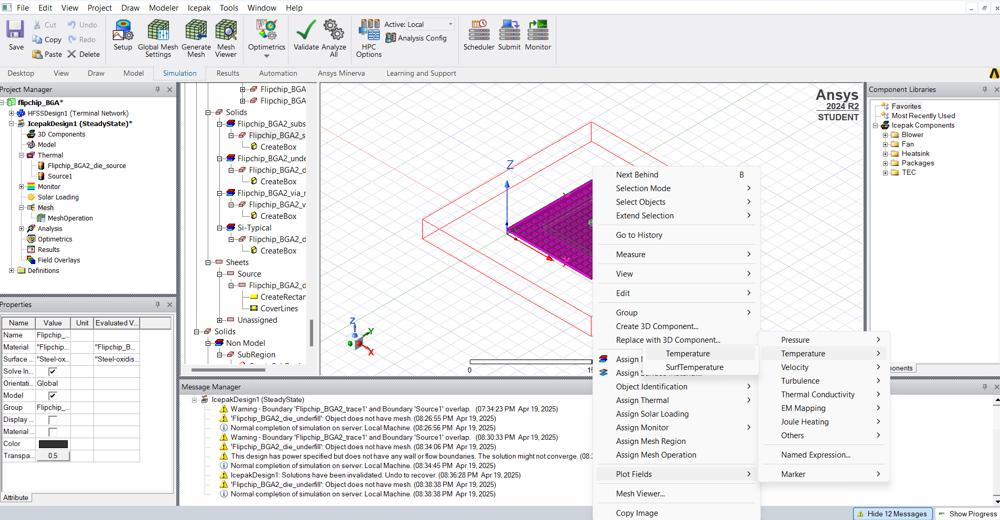 File Edit View Project Draw Modeler Icepak Tools Window Help
Save
Cut
Copy
Paste
Undo
Redo
Delete
Setup
Global Mesh Settings
Generate Mesh
Mesh Viewer
Optimetrics
Validate
Analyze All
HPC Options
Active: Local
Analysis Config
Scheduler
Submit
Monitor
Desktop View Draw Model Simulation Results Automation Ansys Minerva Learning and Support
Project Manager
flipchip_BGA*
HFSSDesign1 (Terminal Network)
IcepakDesign1 (SteadyState)*
3D Components
Model
Thermal
Flipchip_BGA2_die_source
Source1
Monitor
Solar Loading
Mesh
MeshOperation
Analysis
Optimetrics
Results
Field Overlays
Definitions
Properties
Name Value Unit Evaluated V...
Name Flipchip_...
Material "Flipchip_B...
Surface ... "Steel-ox... "Steel-oxidis...
Solve In...
Orientati... Global
Model
Group Flipchip_...
Display ...
Material ...
Color
Transpa... 0.5
Attribute
Flipchip_BGA
Flipchip_BGA
Solids
Flipchip_BGA2_subs
Flipchip_BGA2_s
CreateBox
Flipchip_BGA2_unde
Flipchip_BGA2_d
CreateBox
Flipchip_BGA2_via_r
Flipchip_BGA2_v
CreateBox
Si-Typical
Flipchip_BGA2_d
CreateBox
Sheets
Source
Flipchip_BGA2_d
CreateRectan
CoverLines
Unassigned
Solids
Non Model
SubRegion
Ansys
2024 R2
STUDENT
Z
Z
Y
X
0
15
Next Behind B
Selection Mode
Select Objects
Extend Selection
Go to History
Measure
View
Edit
Group
Create 3D Component...
Replace with 3D Component...
Assign
Assign
Object Identification
Assign Thermal
Assign Solar Loading
Assign Monitor
Assign Mesh Region
Assign Mesh Operation
Plot Fields
Mesh Viewer...
Copy Image
Temperature
SurfTemperature
Pressure
Temperature
Velocity
Turbulence
Thermal Conductivity
EM Mapping
Joule Heating
Others
Named Expression...
Marker
Component Libraries
Favorites
Most Recently Used
Icepak Components
Blower
Fan
Heatsink
Packages
TEC
Message Manager
IcepakDesign1 (SteadyState)
Warning - Boundary 'Flipchip_BGA2_trace1' and Boundary 'Source1' overlap. (07:34:23 PM Apr 19, 2025)
'Flipchip_BGA2_die_underfill': Object does not have mesh. (08:26:55 PM Apr 19, 2025)
Normal completion of simulation on server: Local Machine. (08:26:56 PM Apr 19, 2025)
Warning - Boundary 'Flipchip_BGA2_trace1' and Boundary 'Source1' overlap. (08:30:33 PM Apr 19, 2025)
'Flipchip_BGA2_die_underfill': Object does not have mesh. (08:34:06 PM Apr 19, 2025)
This design has power specified but does not have any wall or flow boundaries. The solution might not converge. (08:3
Normal completion of simulation on server: Local Machine. (08:34:45 PM Apr 19, 2025)
IcepakDesign1: Solutions have been invalidated. Undo to recover. (08:36:28 PM Apr 19, 2025)
'Flipchip_BGA2_die_underfill': Object does not have mesh. (08:38:38 PM Apr 19, 2025)
Normal completion of simulation on server: Local Machine. (08:38:38 PM Apr 19, 2025)
Hide 12 Messages
Show Progress